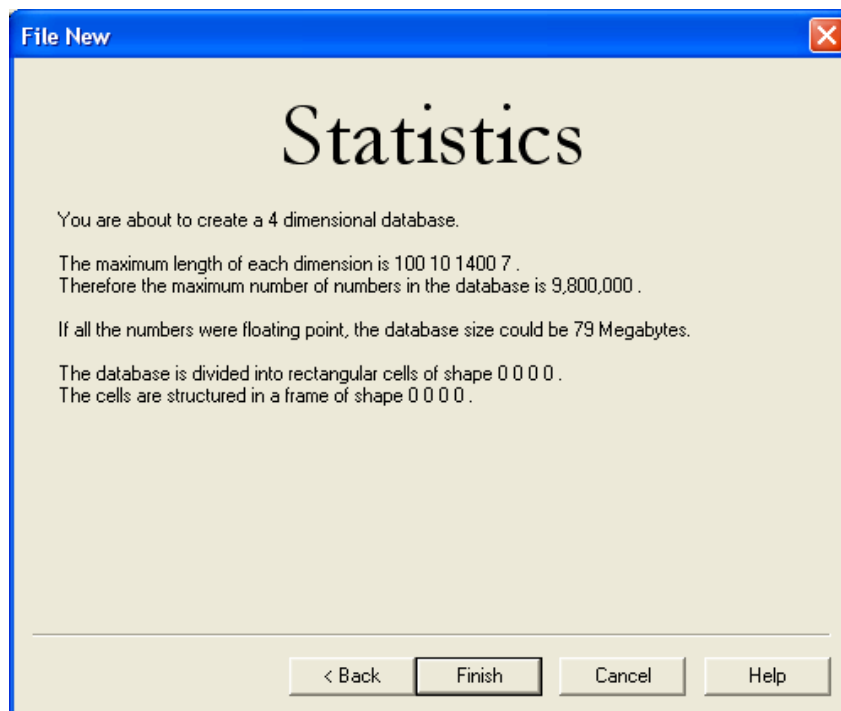 File New
Statistics
You are about to create a 4 dimensional database.
The maximum length of each dimension is 100 10 1400 7 .
Therefore the maximum number of numbers in the database is 9,800,000 .
If all the numbers were floating point, the database size could be 79 Megabytes.
The database is divided into rectangular cells of shape 0 0 0 0 .
The cells are structured in a frame of shape 0 0 0 0 .
< Back Finish Cancel Help